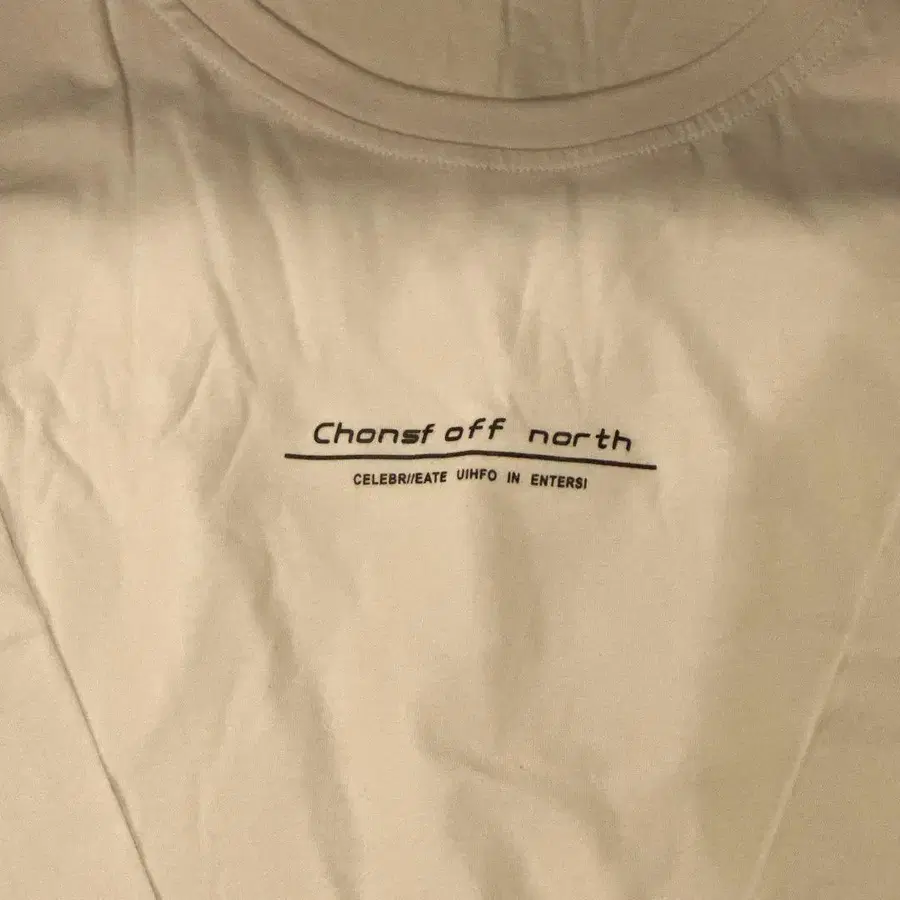 Chonsf off north
CELEBR//EATE UIHFO IN ENTERSI